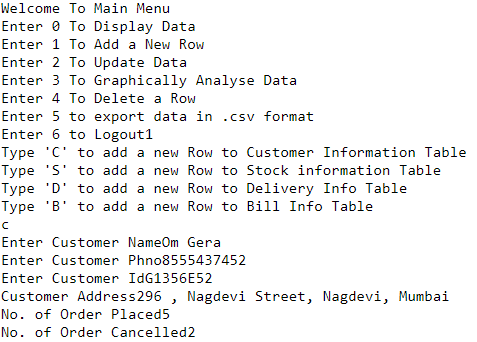 Welcome To Main Menu
Enter 0 To Display Data
Enter 1 To Add a New Row
Enter 2 To Update Data
Enter 3 To Graphically Analyse Data
Enter 4 To Delete a Row
Enter 5 to export data in .csv format
Enter 6 to Logout1
Type 'C' to add a new Row to Customer Information Table
Type 'S' to add a new Row to Stock information Table
Type 'D' to add a new Row to Delivery Info Table
Type 'B' to add a new Row to Bill Info Table
c
Enter Customer NameOm Gera
Enter Customer Phno8555437452
Enter Customer IdG1356E52
Customer Address296 , Nagdevi Street, Nagdevi, Mumbai
No. of Order Placed5
No. of Order Cancelled2